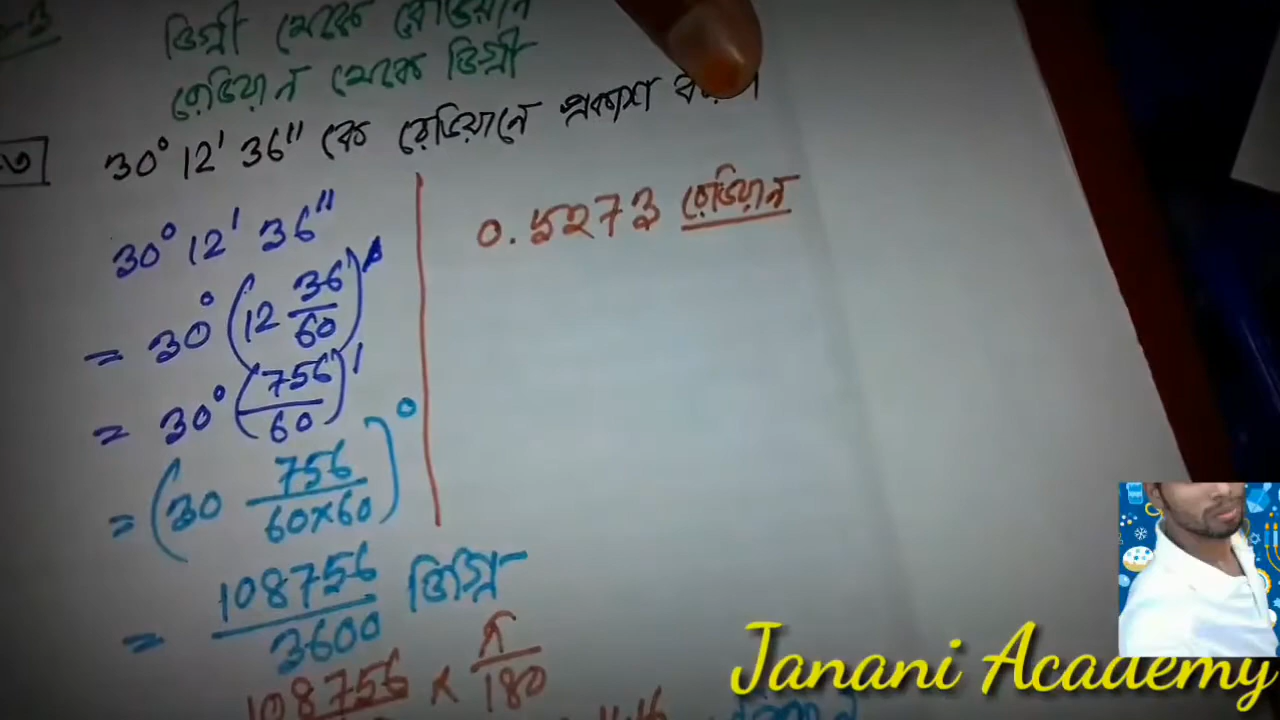 ডিগ্রী থেকে রেডিয়ানে
রেডিয়ান থেকে ডিগ্রী
30° 12' 36" কে রেডিয়ানে প্রকাশ
30° 12' 36"
= 30° (12 36/60)'
= 30° (756/60)'
= (30 756/60×60)°
= 108756/3600 ডিগ্রি
108756 × π/180
0.5273 রেডিয়ান
Janani Academy